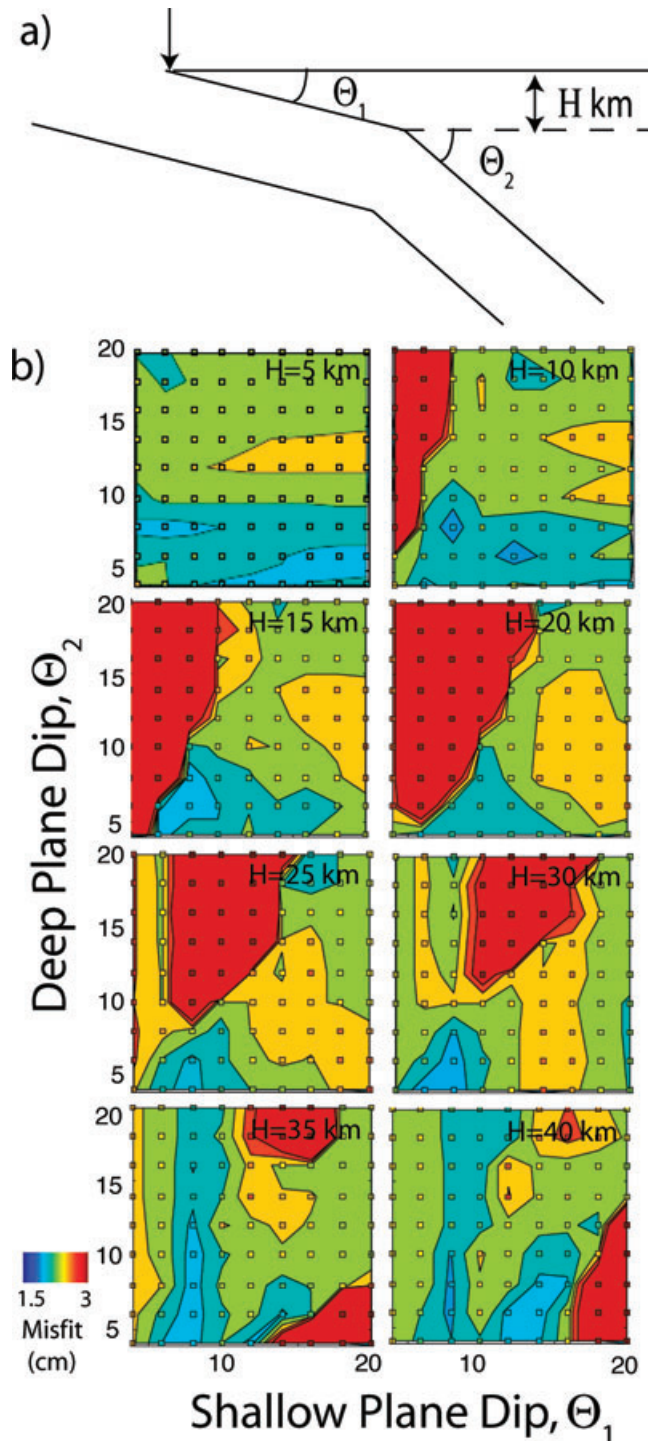 a)
Θ1
H km
Θ2
b)
20
15
10
5
H=5 km
H=10 km
20
15
10
5
H=15 km
H=20 km
Deep Plane Dip, Θ2
20
15
10
5
H=25 km
H=30 km
20
15
10
5
H=35 km
H=40 km
1.5 3
Misfit
(cm)
10 20
10 20
Shallow Plane Dip, Θ1